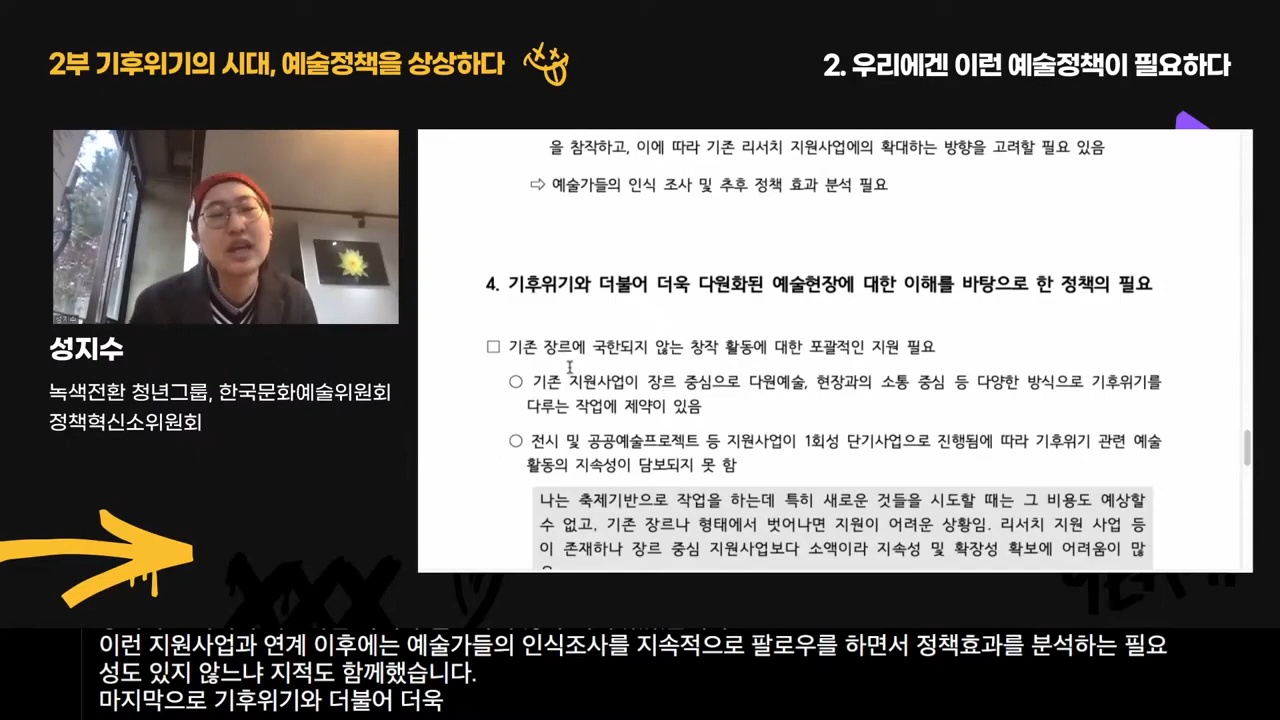 2부 기후위기의 시대, 예술정책을 상상하다
2. 우리에겐 이런 예술정책이 필요하다
성지수
성지수
녹색전환 청년그룹, 한국문화예술위원회
정책혁신소위원회
을 참작하고, 이에 따라 기존 리서치 지원사업에의 확대하는 방향을 고려할 필요 있음
⇨ 예술가들의 인식 조사 및 추후 정책 효과 분석 필요
4. 기후위기와 더불어 더욱 다원화된 예술현장에 대한 이해를 바탕으로 한 정책의 필요
□ 기존 장르에 국한되지 않는 창작 활동에 대한 포괄적인 지원 필요
○ 기존 지원사업이 장르 중심으로 다원예술, 현장과의 소통 중심 등 다양한 방식으로 기후위기를
다루는 작업에 제약이 있음
○ 전시 및 공공예술프로젝트 등 지원사업이 1회성 단기사업으로 진행됨에 따라 기후위기 관련 예술
활동의 지속성이 담보되지 못 함
나는 축제기반으로 작업을 하는데 특히 새로운 것들을 시도할 때는 그 비용도 예상할
수 없고, 기존 장르나 형태에서 벗어나면 지원이 어려운 상황임. 리서치 지원 사업 등
이 존재하나 장르 중심 지원사업보다 소액이라 지속성 및 확장성 확보에 어려움이 많
이런 지원사업과 연계 이후에는 예술가들의 인식조사를 지속적으로 팔로우를 하면서 정책효과를 분석하는 필요
성도 있지 않느냐 지적도 함께했습니다.
마지막으로 기후위기와 더불어 더욱